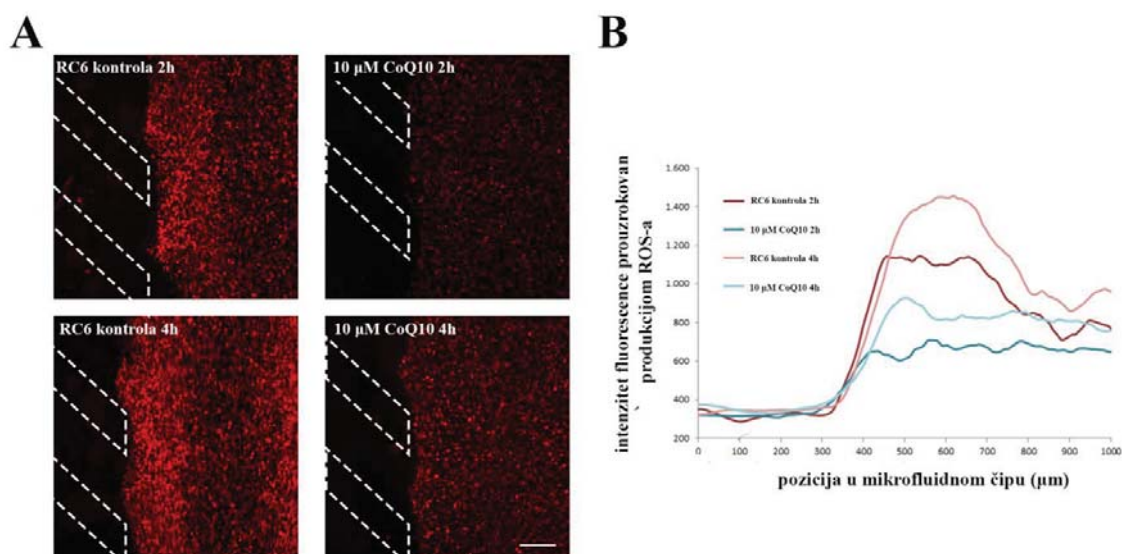 A
RC6 kontrola 2h
10 µM CoQ10 2h
RC6 kontrola 4h
10 µM CoQ10 4h
B
intenzitet fluorescence prouzrokovan
produkcijom ROS-a
1.600
1.400
1.200
1.000
800
600
400
200
RC6 kontrola 2h
10 µM CoQ10 2h
RC6 kontrola 4h
10 µM CoQ10 4h
0 100 200 300 400 500 600 700 800 900 1000
pozicija u mikrofluidnom čipu (µm)